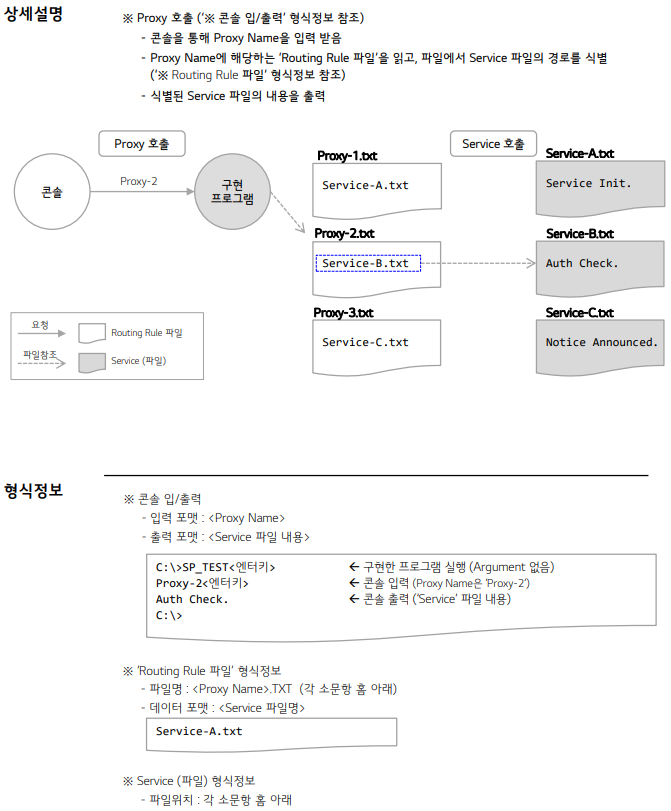 상세설명
※ Proxy 호출 ('※ 콘솔 입/출력' 형식정보 참조)
- 콘솔을 통해 Proxy Name을 입력 받음
- Proxy Name에 해당하는 'Routing Rule 파일'을 읽고, 파일에서 Service 파일의 경로를 식별
('※ Routing Rule 파일' 형식정보 참조)
- 식별된 Service 파일의 내용을 출력
Proxy 호출
Service 호출
콘솔
Proxy-2
구현
프로그램
Proxy-1.txt
Service-A.txt
Service-A.txt
Service Init.
Proxy-2.txt
Service-B.txt
Service-B.txt
Auth Check.
Proxy-3.txt
Service-C.txt
Service-C.txt
Notice Announced.
요청
Routing Rule 파일
파일참조
Service (파일)
형식정보
※ 콘솔 입/출력
- 입력 포맷 : <Proxy Name>
- 출력 포맷 : <Service 파일 내용>
C:\>SP_TEST<엔터키> ← 구현한 프로그램 실행 (Argument 없음)
Proxy-2<엔터키> ← 콘솔 입력 (Proxy Name은 'Proxy-2')
Auth Check. ← 콘솔 출력 ('Service' 파일 내용)
C:\>
※ 'Routing Rule 파일' 형식정보
- 파일명 : <Proxy Name>.TXT (각 소문항 홈 아래)
- 데이터 포맷 : <Service 파일명>
Service-A.txt
※ Service (파일) 형식정보
- 파일위치 : 각 소문항 홈 아래